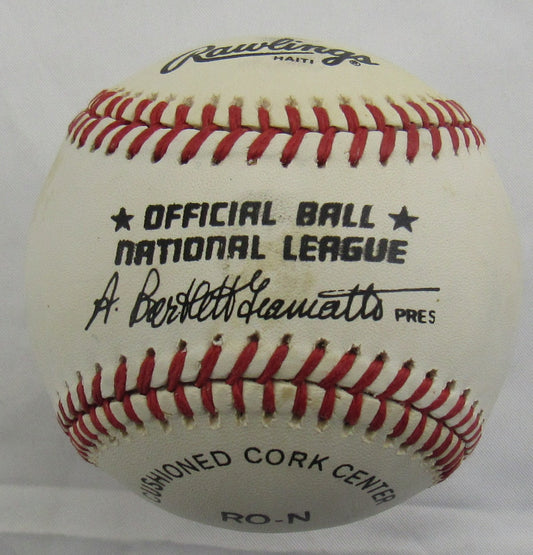 Rawlings®
HAITI
★ OFFICIAL BALL ★
NATIONAL LEAGUE
A. Bartlett Giamatti PRES
CUSHIONED CORK CENTER
RO-N